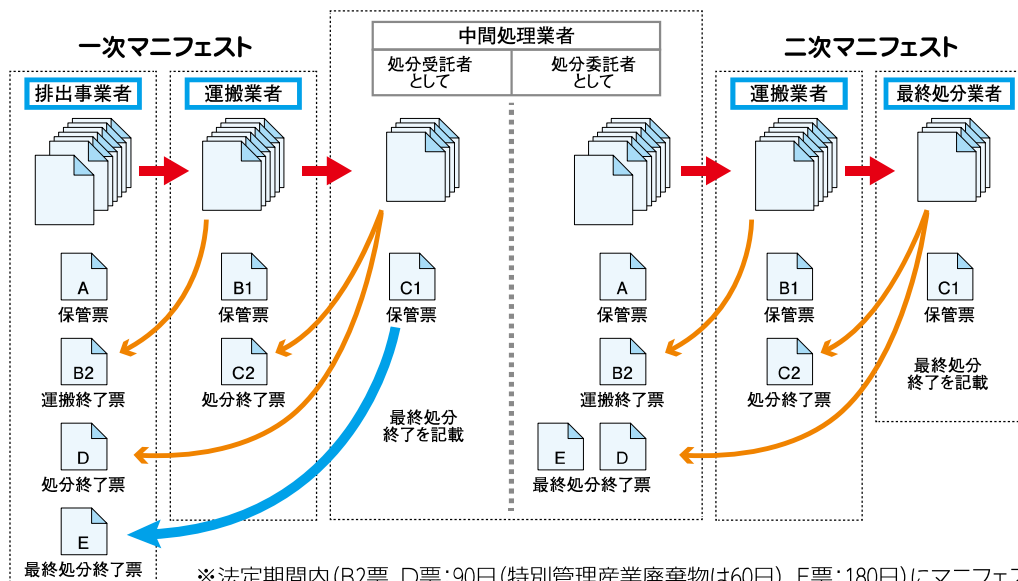 一次マニフェスト
排出事業者
運搬業者
中間処理業者
処分受託者
として
処分委託者
として
二次マニフェスト
運搬業者
最終処分業者
A
保管票
B1
保管票
C1
保管票
A
保管票
B1
保管票
C1
保管票
B2
運搬終了票
C2
処分終了票
B2
運搬終了票
C2
処分終了票
最終処分
終了を記載
D
処分終了票
最終処分
終了を記載
E
D
最終処分終了票
E
最終処分終了票
※法定期間内(B2票、D票:90日(特別管理産業廃棄物は60日)、E票:180日)にマニフェス